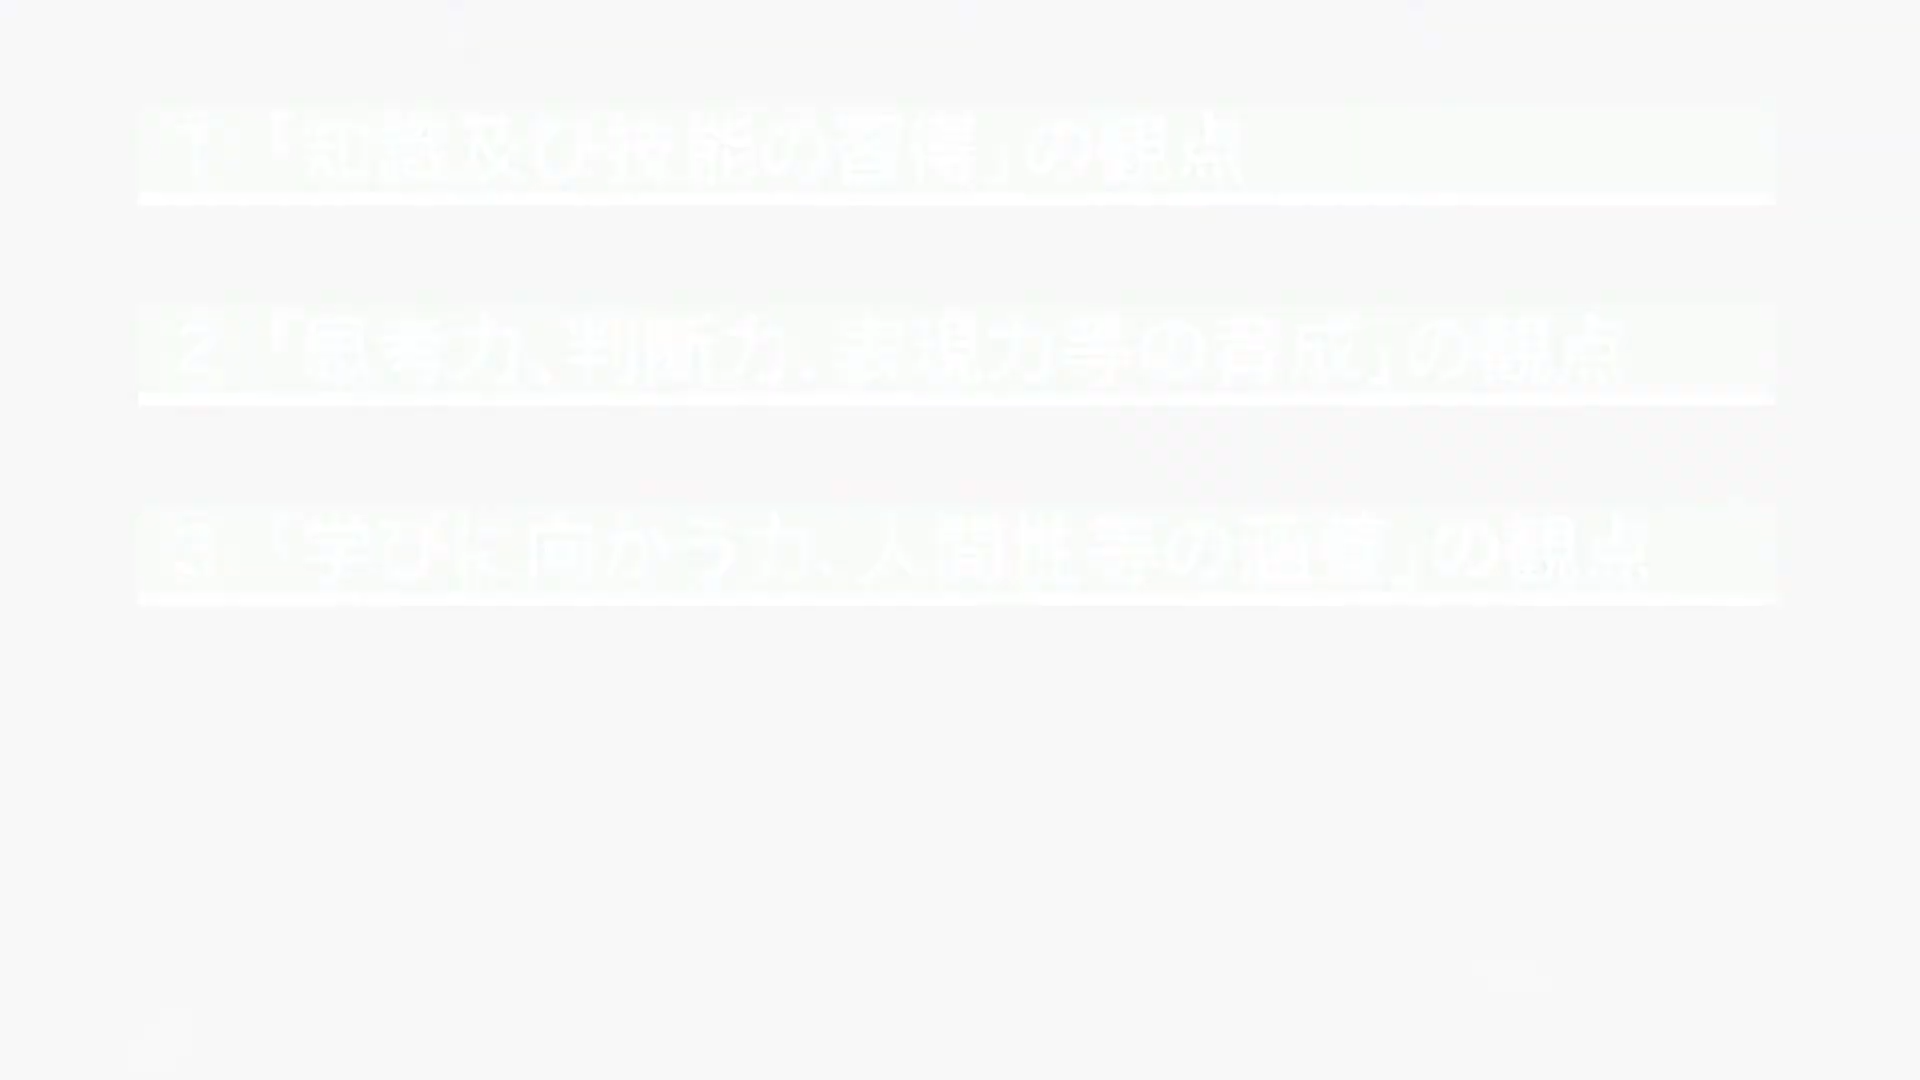 1.「知識及び技能の習得」の観点
2.「思考力、判断力、表現力等の育成」の観点
3.「学びに向かう力、人間性等の涵養」の観点